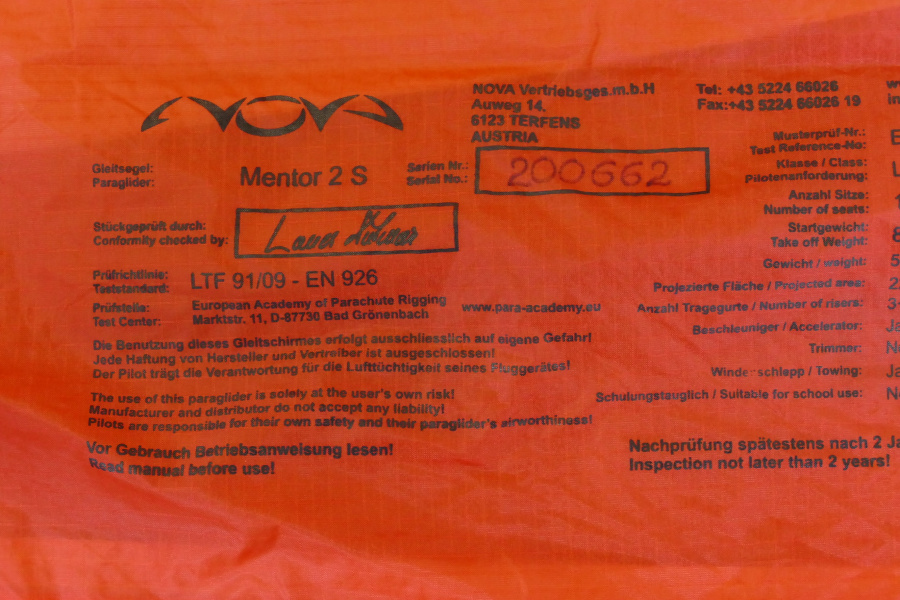 NOVA
NOVA Vertriebsges.m.b.H
Auweg 14,
6123 TERFENS
AUSTRIA
Tel: +43 5224 66026
Fax:+43 5224 66026 19
Gleitsegel:
Paraglider:
Mentor 2 S
Serien Nr.:
Serial No.:
200662
Stückgeprüft durch:
Conformity checked by:
Prüfrichtlinie:
Teststandard:
LTF 91/09 - EN 926
Prüfstelle:
Test Center:
European Academy of Parachute Rigging
Marktstr. 11, D-87730 Bad Grönenbach
www.para-academy.eu
Die Benutzung dieses Gleitschirmes erfolgt ausschliesslich auf eigene Gefahr!
Jede Haftung von Hersteller und Vertreiber ist ausgeschlossen!
Der Pilot trägt die Verantwortung für die Lufttüchtigkeit seines Fluggerätes!
The use of this paraglider is solely at the user's own risk!
Manufacturer and distributor do not accept any liability!
Pilots are responsible for their own safety and their paraglider's airworthiness!
Vor Gebrauch Betriebsanweisung lesen!
Read manual before use!
Musterprüf-Nr.:
Test Reference-No:
Klasse / Class:
Pilotenanforderung:
Anzahl Sitze:
Number of seats:
Startgewicht:
Take off Weight:
Gewicht / weight:
Projezierte Fläche / Projected area:
Anzahl Tragegurte / Number of risers:
Beschleuniger / Accelerator:
Trimmer:
Windenschlepp / Towing:
Schulungstauglich / Suitable for school use:
Nachprüfung spätestens nach 2
Inspection not later than 2 years!